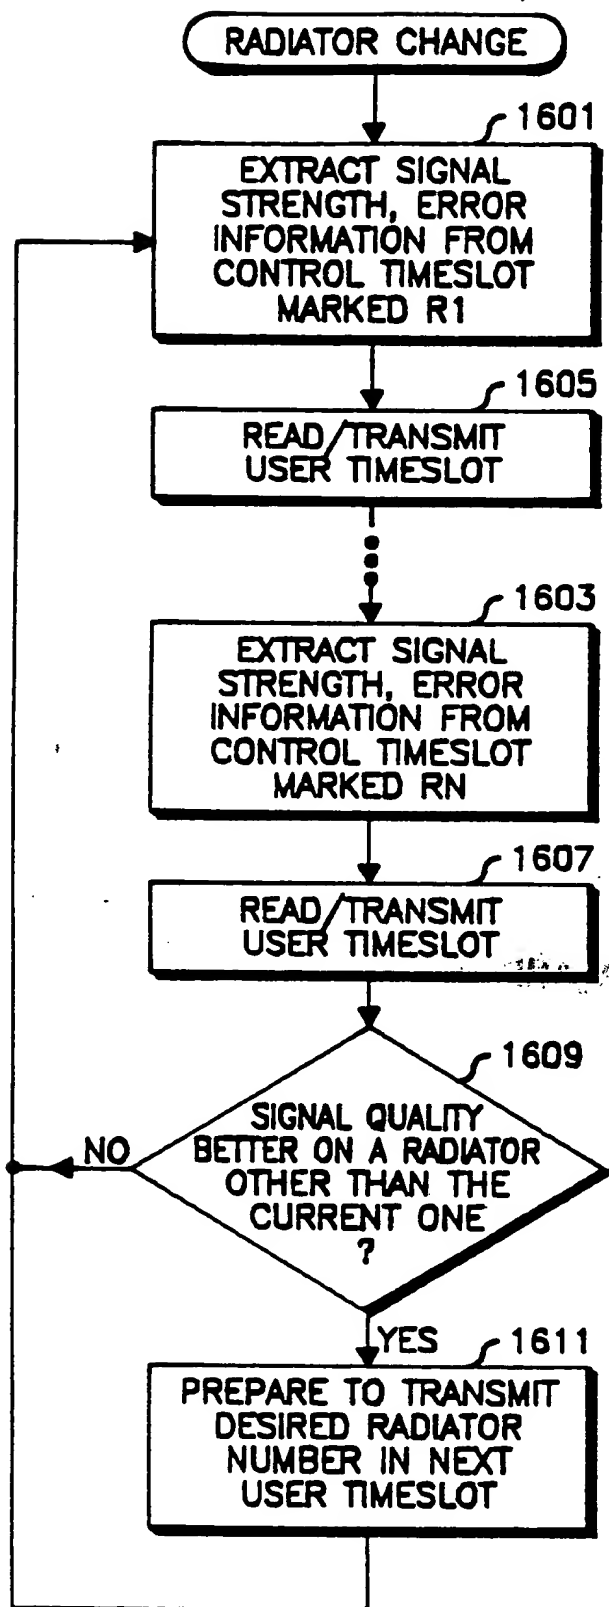 RADIATOR CHANGE
1601
EXTRACT SIGNAL
STRENGTH, ERROR
INFORMATION FROM
CONTROL TIMESLOT
MARKED R1
1605
READ/TRANSMIT
USER TIMESLOT
1603
EXTRACT SIGNAL
STRENGTH, ERROR
INFORMATION FROM
CONTROL TIMESLOT
MARKED RN
1607
READ/TRANSMIT
USER TIMESLOT
1609
SIGNAL QUALITY
BETTER ON A RADIATOR
OTHER THAN THE
CURRENT ONE
?
NO
YES
1611
PREPARE TO TRANSMIT
DESIRED RADIATOR
NUMBER IN NEXT
USER TIMESLOT